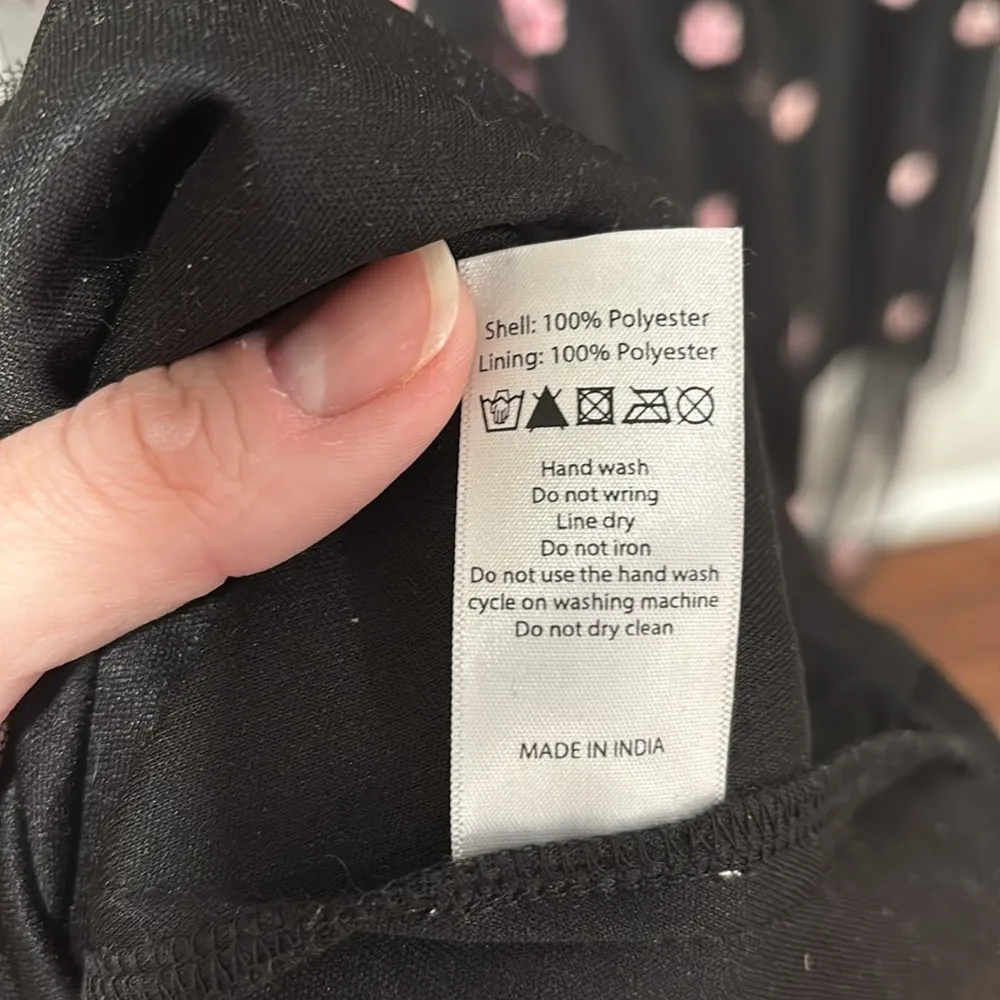 Shell: 100% Polyester
Lining: 100% Polyester
Hand wash
Do not wring
Line dry
Do not iron
Do not use the hand wash
cycle on washing machine
Do not dry clean
MADE IN INDIA